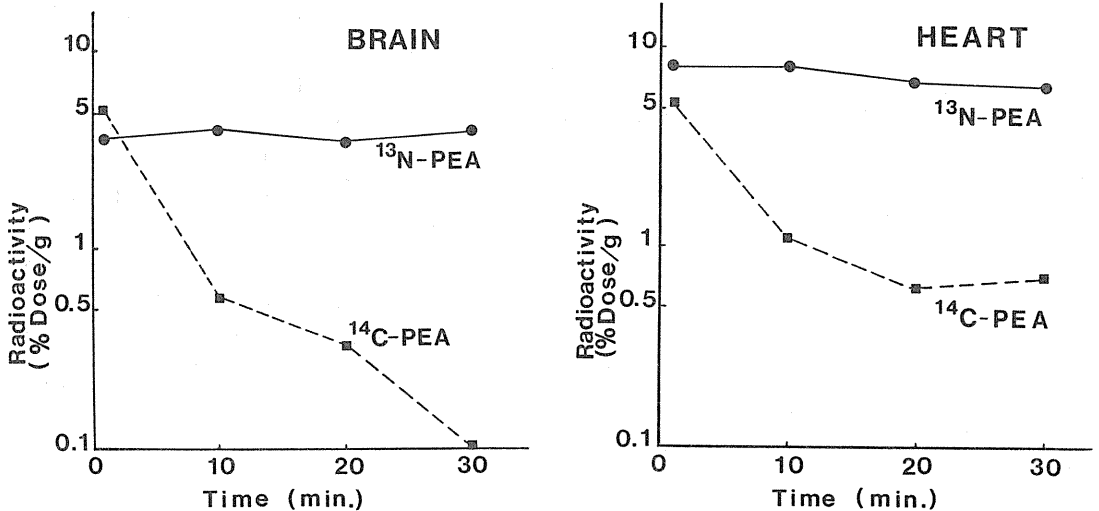 BRAIN
10
5
1
0.5
0.1
Radioactivity
(%Dose/g)
¹³N-PEA
¹⁴C-PEA
0 10 20 30
Time (min.)
HEART
10
5
1
0.5
0.1
Radioactivity
(%Dose/g)
¹³N-PEA
¹⁴C-PEA
0 10 20 30
Time (min.)